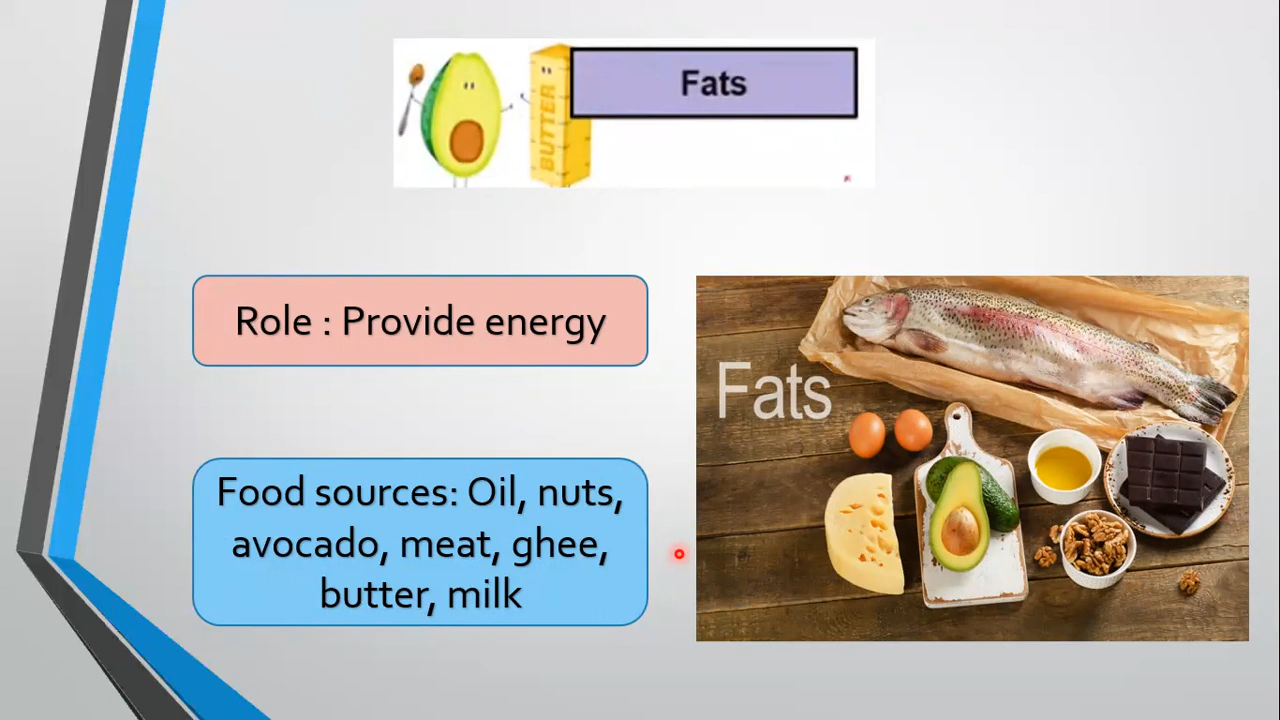 BUTTER
Fats
Role : Provide energy
Food sources: Oil, nuts,
avocado, meat, ghee,
butter, milk
Fats